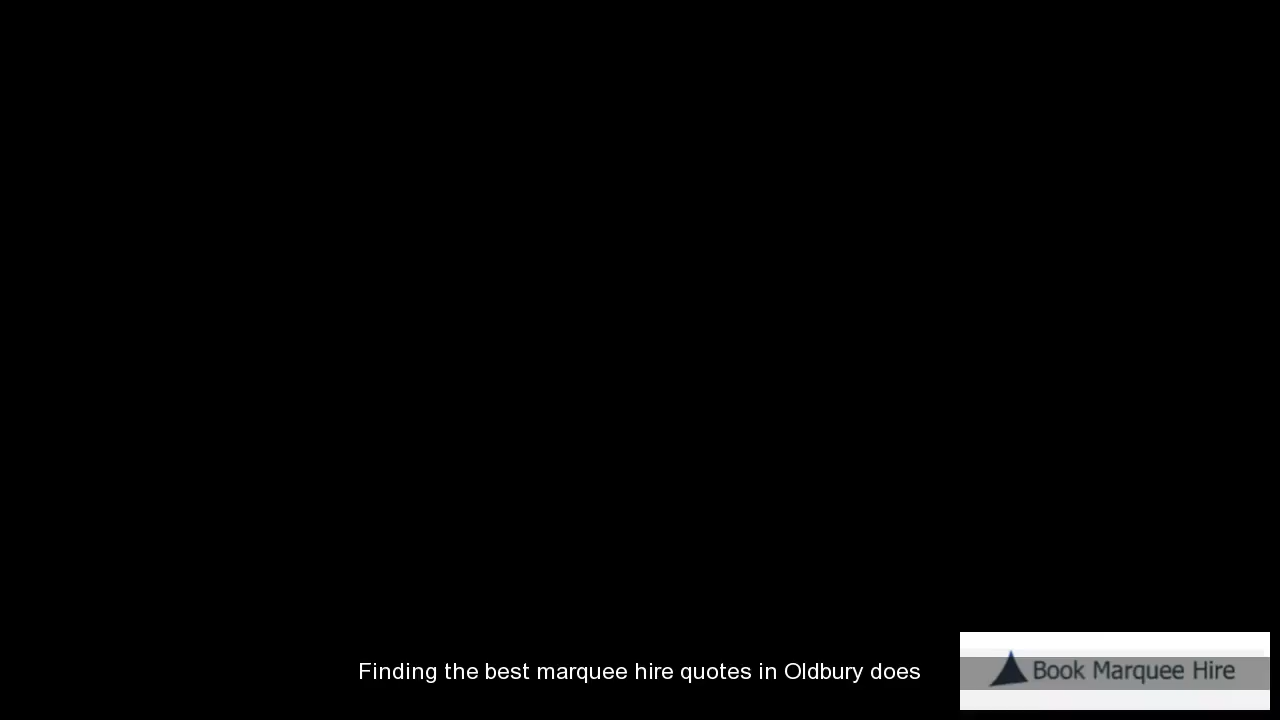 Finding the best marquee hire quotes in Oldbury does
Book Marquee Hire